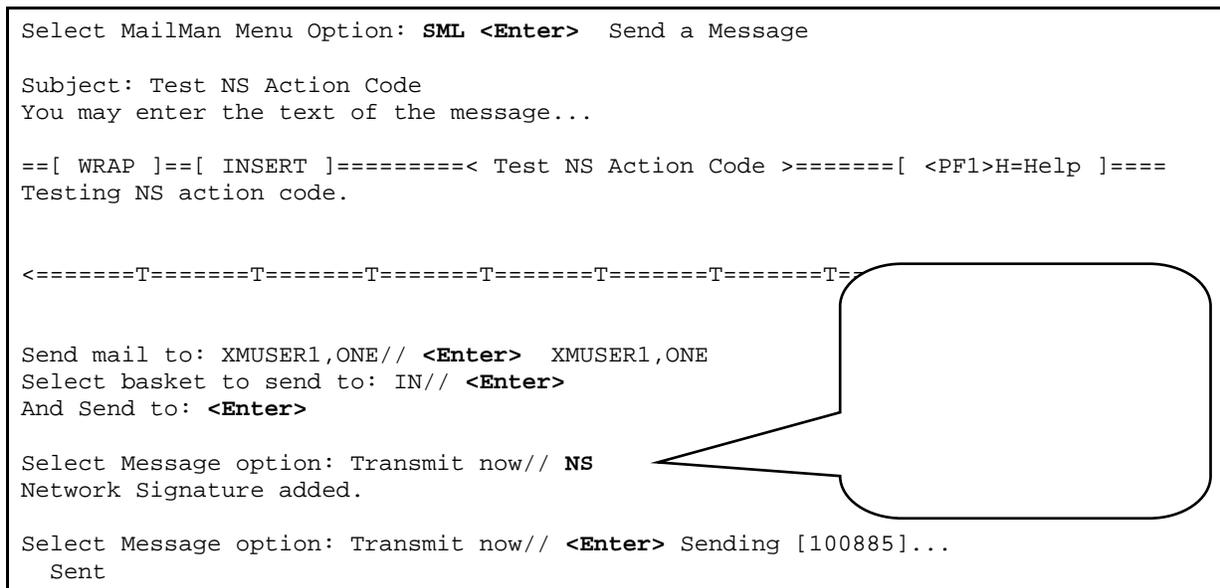 Select MailMan Menu Option: SML <Enter>  Send a Message
Subject: Test NS Action Code
You may enter the text of the message...
==[ WRAP ]==[ INSERT ]=========< Test NS Action Code >=======[ <PF1>H=Help ]====
Testing NS action code.
<=======T=======T=======T=======T=======T=======T=======T==
Send mail to: XMUSER1,ONE// <Enter>  XMUSER1,ONE
Select basket to send to: IN// <Enter>
And Send to: <Enter>
Select Message option: Transmit now// NS
Network Signature added.
Select Message option: Transmit now// <Enter> Sending [100885]...
  Sent